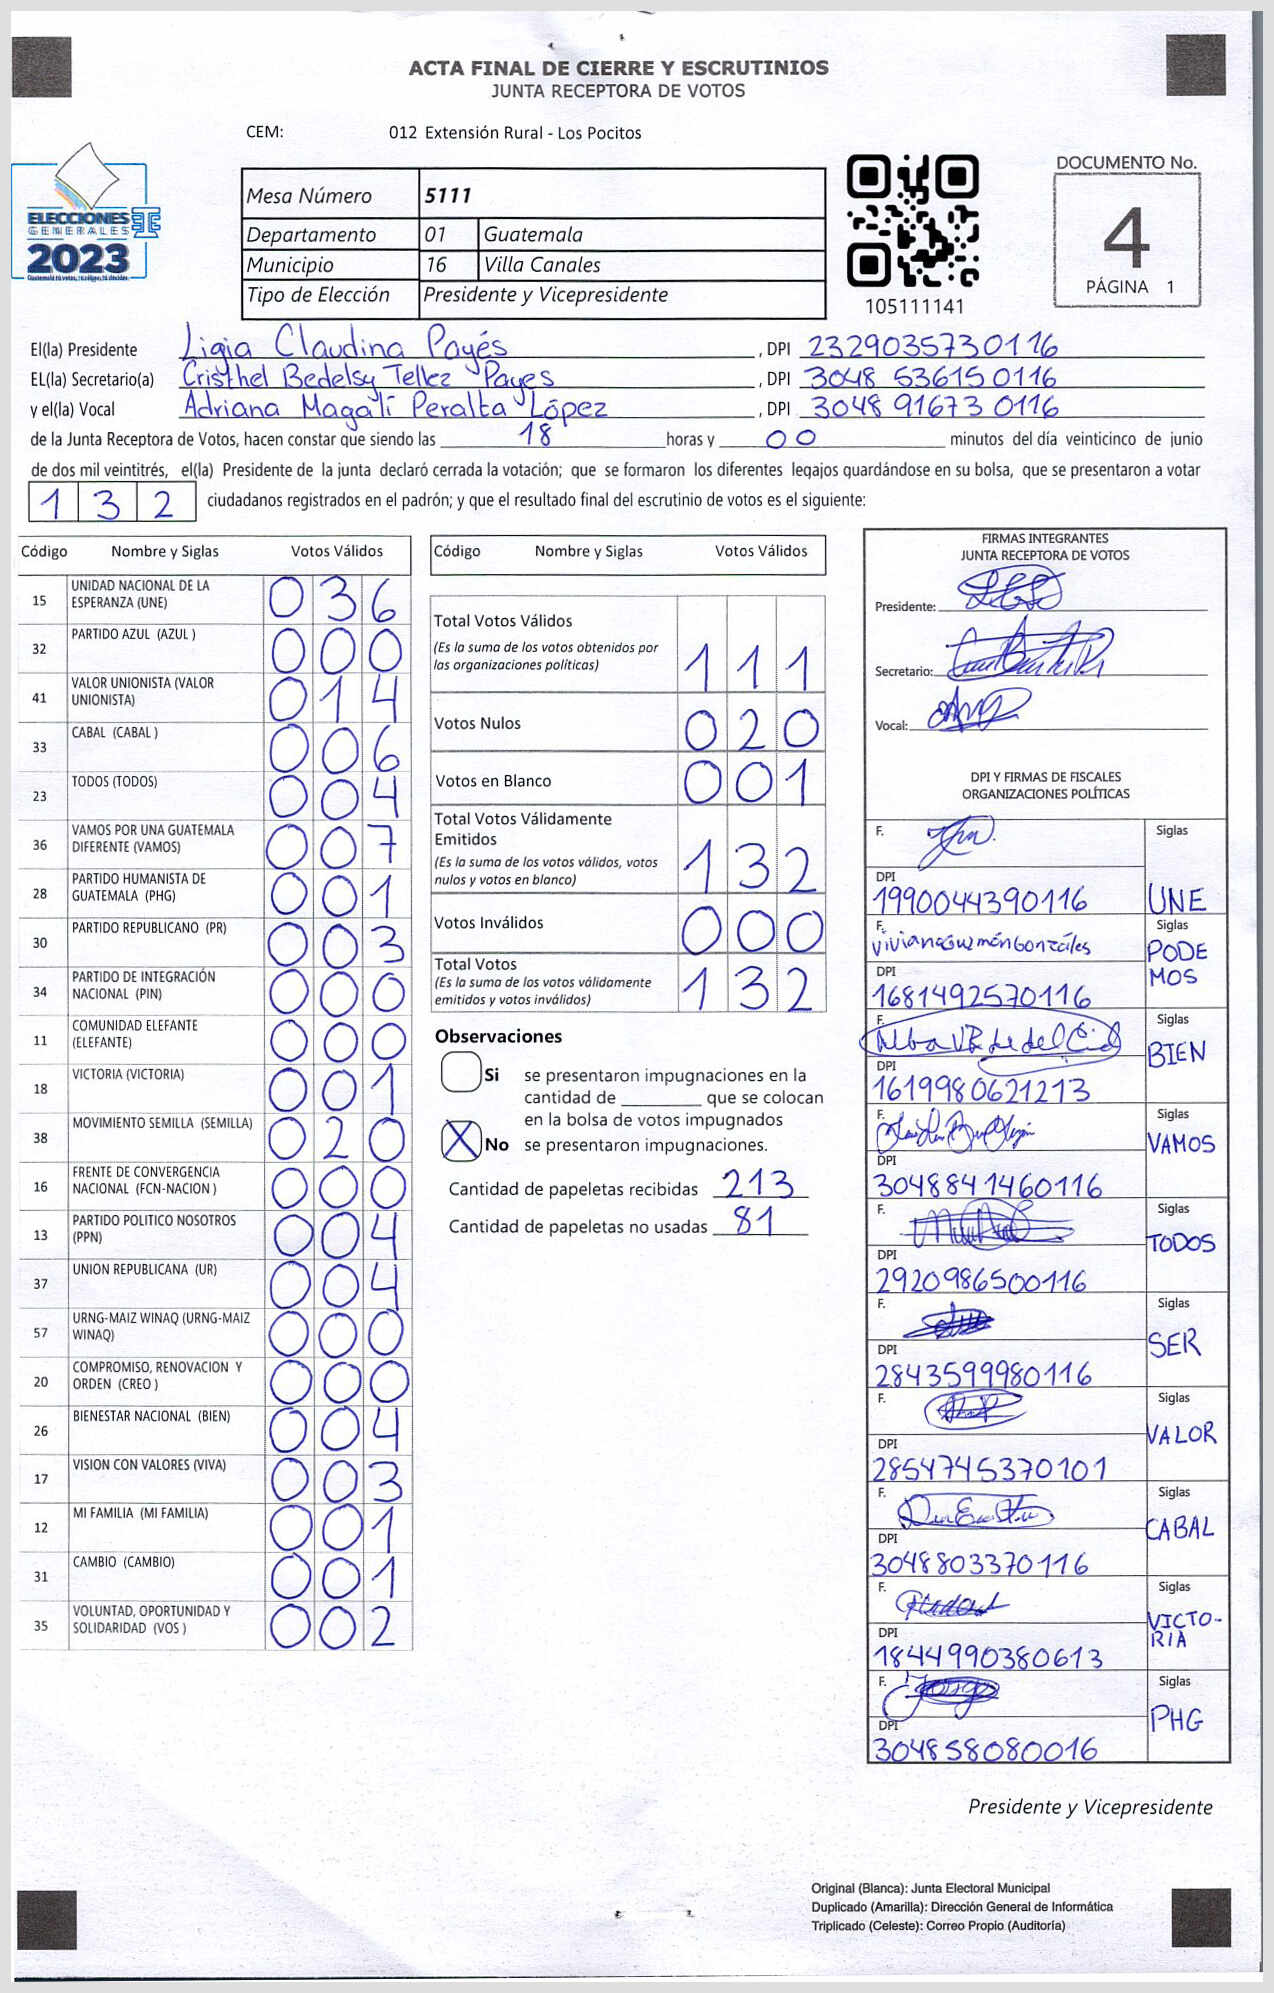 ACTA FINAL DE CIERRE Y ESCRUTINIOS
JUNTA RECEPTORA DE VOTOS
CEM: 012 Extensión Rural - Los Pocitos
ELECCIONES
GENERALES
2023
Mesa Número 5111
Departamento 01 Guatemala
Municipio 16 Villa Canales
Tipo de Elección Presidente y Vicepresidente
105111141
DOCUMENTO No.
4
PÁGINA 1
El(la) Presidente Ligia Claudina Payés , DPI 2329035730116
EL(la) Secretario(a) Cristhel Bedelsy Tellez Payes , DPI 3048 53615 0116
y el(la) Vocal Adriana Magalí Peralta López , DPI 3048 91673 0116
de la Junta Receptora de Votos, hacen constar que siendo las 18 horas y 00 minutos del día veinticinco de junio
de dos mil veintitrés, el(la) Presidente de la junta declaró cerrada la votación; que se formaron los diferentes legajos guardándose en su bolsa, que se presentaron a votar
132 ciudadanos registrados en el padrón; y que el resultado final del escrutinio de votos es el siguiente:
Código Nombre y Siglas Votos Válidos
15 UNIDAD NACIONAL DE LA ESPERANZA (UNE) 036
32 PARTIDO AZUL (AZUL ) 000
41 VALOR UNIONISTA (VALOR UNIONISTA) 014
33 CABAL (CABAL ) 006
23 TODOS (TODOS) 004
36 VAMOS POR UNA GUATEMALA DIFERENTE (VAMOS) 007
28 PARTIDO HUMANISTA DE GUATEMALA (PHG) 001
30 PARTIDO REPUBLICANO (PR) 003
34 PARTIDO DE INTEGRACIÓN NACIONAL (PIN) 000
11 COMUNIDAD ELEFANTE (ELEFANTE) 000
18 VICTORIA (VICTORIA) 001
38 MOVIMIENTO SEMILLA (SEMILLA) 020
16 FRENTE DE CONVERGENCIA NACIONAL (FCN-NACION ) 000
13 PARTIDO POLITICO NOSOTROS (PPN) 004
37 UNION REPUBLICANA (UR) 004
57 URNG-MAIZ WINAQ (URNG-MAIZ WINAQ) 000
20 COMPROMISO, RENOVACION Y ORDEN (CREO ) 000
26 BIENESTAR NACIONAL (BIEN) 004
17 VISION CON VALORES (VIVA) 003
12 MI FAMILIA (MI FAMILIA) 001
31 CAMBIO (CAMBIO) 001
35 VOLUNTAD, OPORTUNIDAD Y SOLIDARIDAD (VOS ) 002
Código Nombre y Siglas Votos Válidos
Total Votos Válidos
(Es la suma de los votos obtenidos por las organizaciones políticas) 111
Votos Nulos 020
Votos en Blanco 001
Total Votos Válidamente Emitidos
(Es la suma de los votos válidos, votos nulos y votos en blanco) 132
Votos Inválidos 000
Total Votos
(Es la suma de los votos válidamente emitidos y votos inválidos) 132
Observaciones
Si se presentaron impugnaciones en la
cantidad de ________ que se colocan
en la bolsa de votos impugnados
X No se presentaron impugnaciones.
Cantidad de papeletas recibidas 213
Cantidad de papeletas no usadas 81
FIRMAS INTEGRANTES
JUNTA RECEPTORA DE VOTOS
Presidente:
Secretario:
Vocal:
DPI Y FIRMAS DE FISCALES
ORGANIZACIONES POLÍTICAS
F. Siglas
DPI
1990044390116 UNE
F. Siglas
Viviana Guzmán Gonzáles PODEMOS
DPI
1681492570116
F. Siglas
BIEN
DPI
1619980621213
F. Siglas
VAMOS
DPI
3048841460116
F. Siglas
TODOS
DPI
2920986500116
F. Siglas
SER
DPI
2843599980116
F. Siglas
VALOR
DPI
2854745370101
F. Siglas
CABAL
DPI
3048803370116
F. Siglas
VICTO-
RIA
DPI
1844990380613
F. Siglas
PHG
DPI
304858080016
Presidente y Vicepresidente
Original (Blanca): Junta Electoral Municipal
Duplicado (Amarilla): Dirección General de Informática
Triplicado (Celeste): Correo Propio (Auditoría)